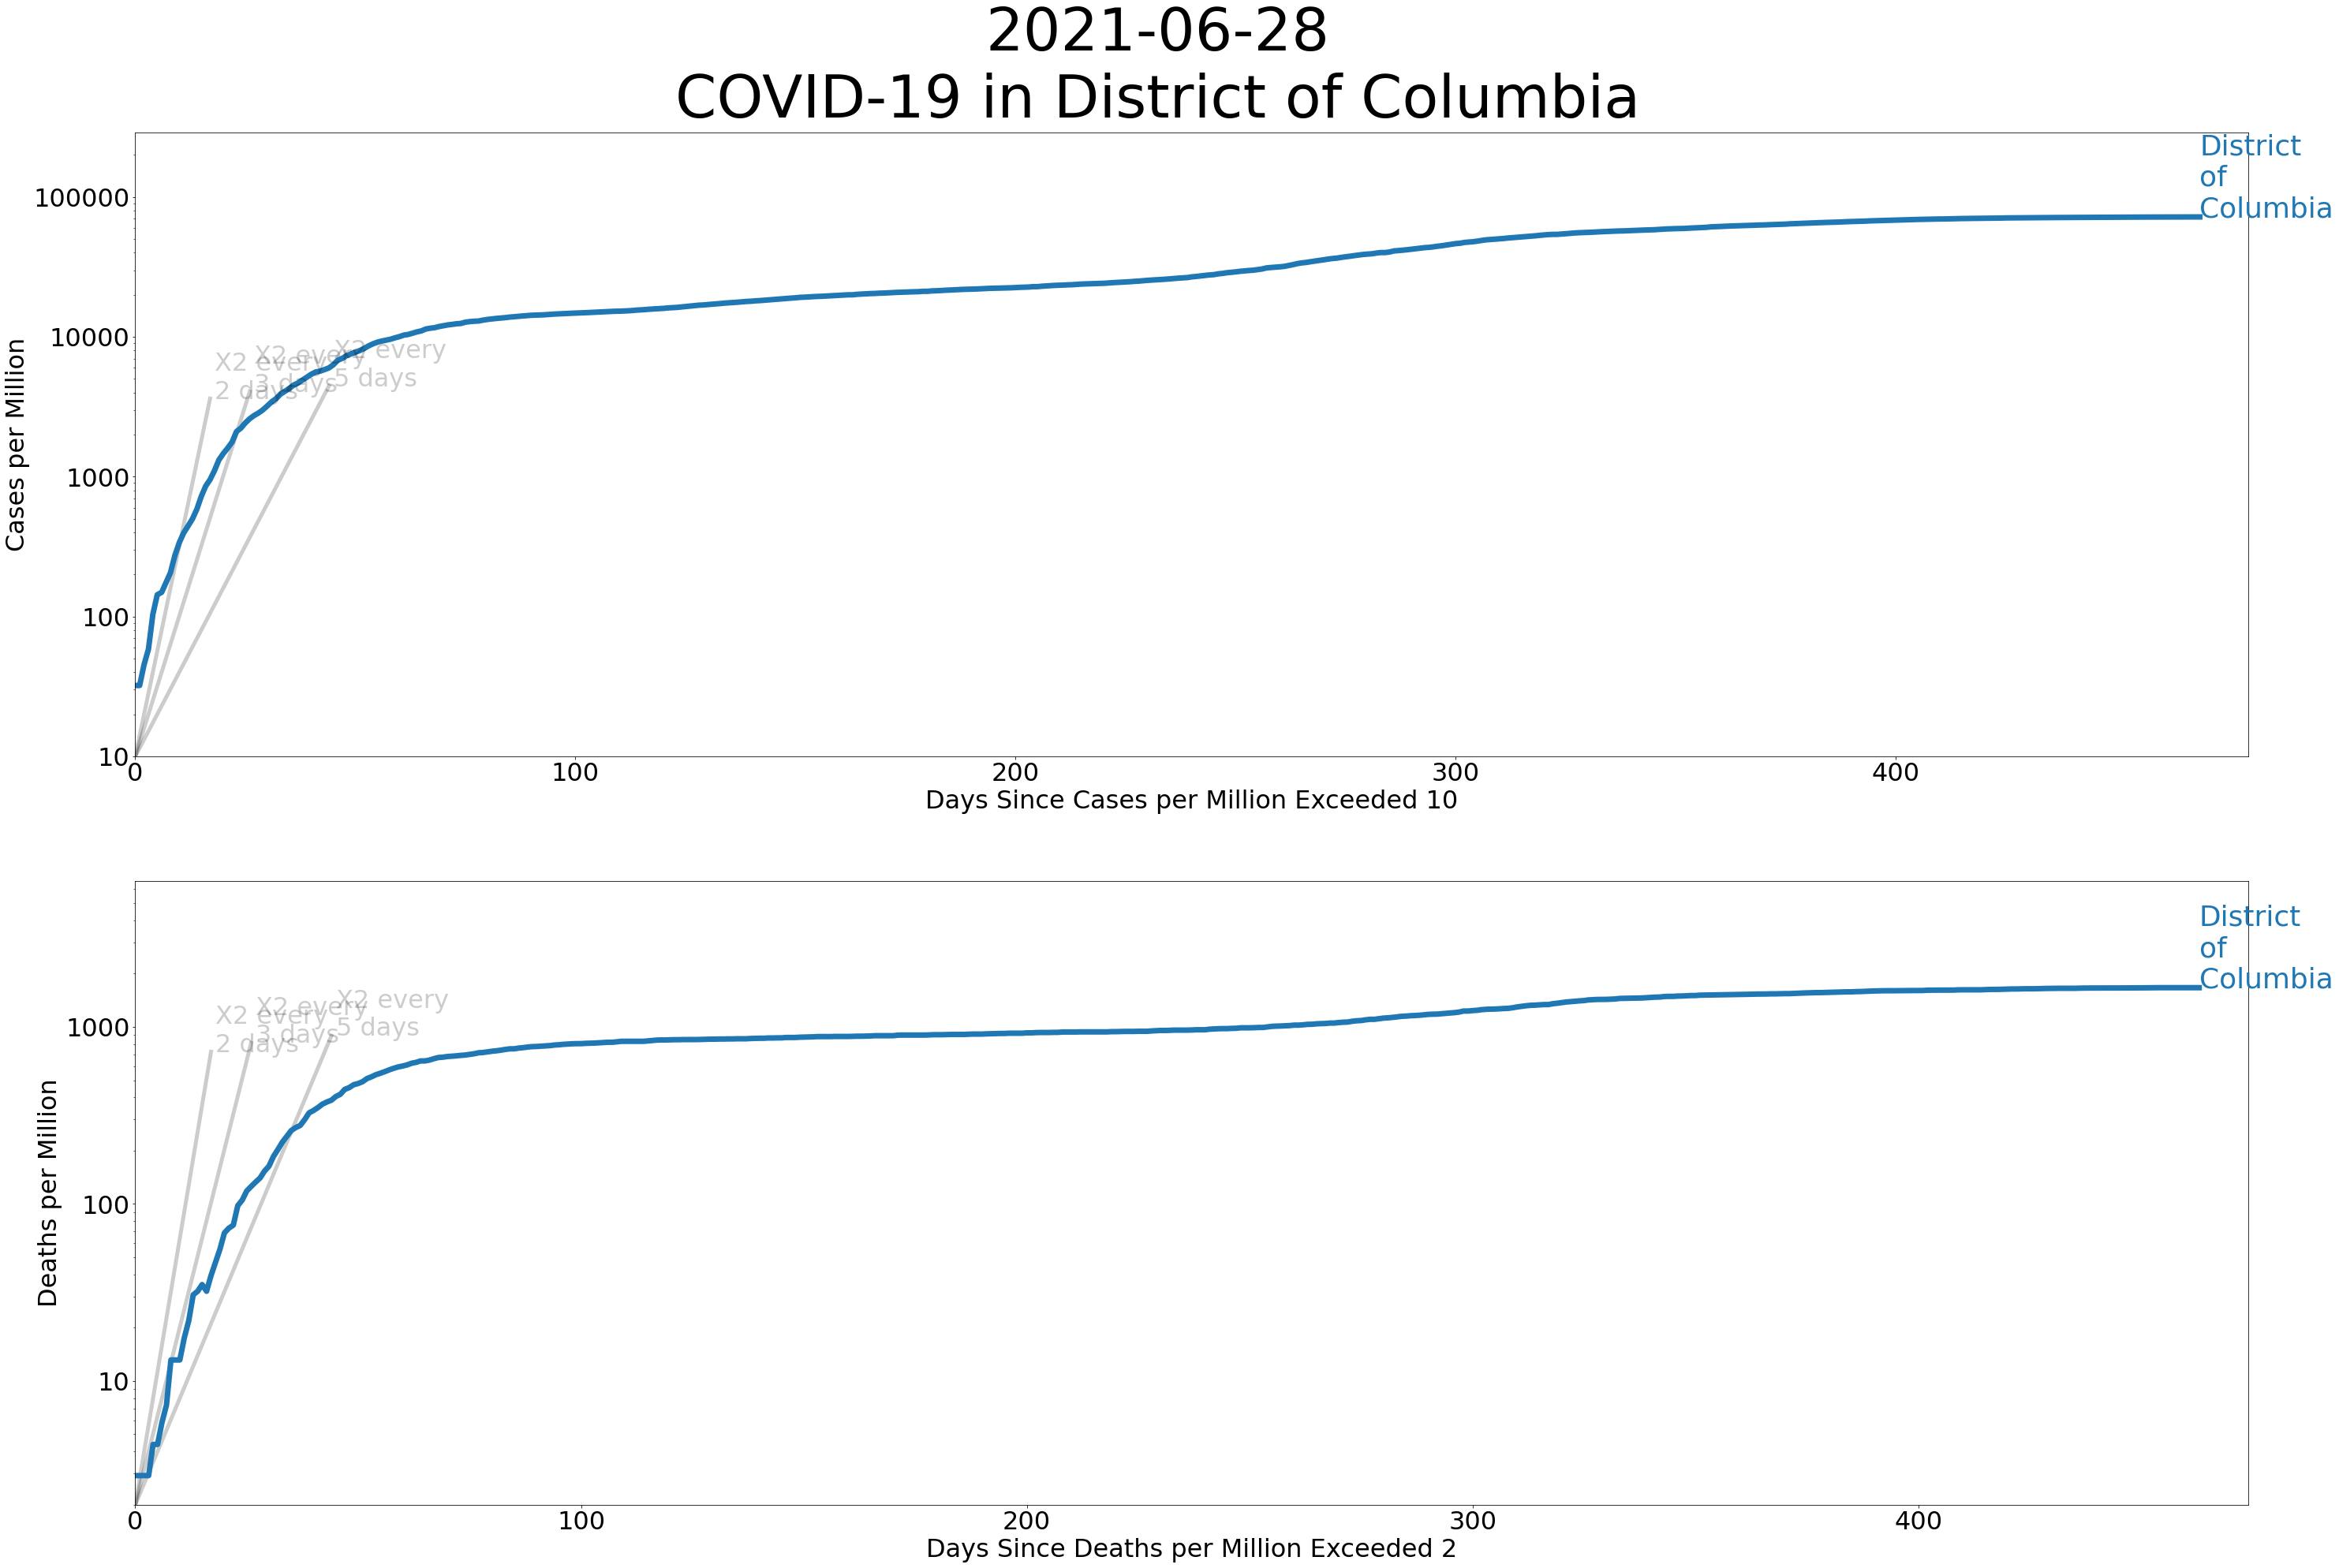 2021-06-28
COVID-19 in District of Columbia
District
of
Columbia
100000
10000
1000
100
10
Cases per Million
X2 every
2 days
X2 every
3 days
X2 every
5 days
0
100
200
300
400
Days Since Cases per Million Exceeded 10
District
of
Columbia
1000
100
10
Deaths per Million
X2 every
2 days
X2 every
3 days
X2 every
5 days
0
100
200
300
400
Days Since Deaths per Million Exceeded 2